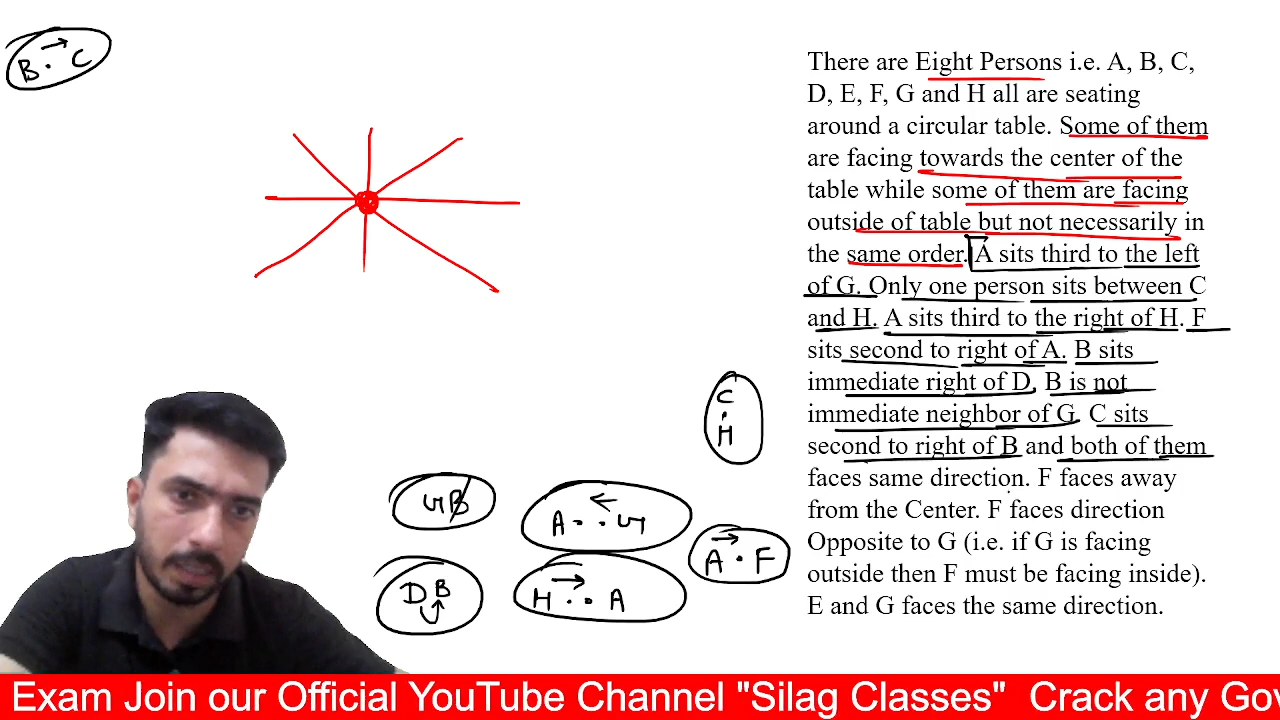 B . → C
There are Eight Persons i.e. A, B, C,
D, E, F, G and H all are seating
around a circular table. Some of them
are facing towards the center of the
table while some of them are facing
outside of table but not necessarily in
the same order. A sits third to the left
of G. Only one person sits between C
and H. A sits third to the right of H. F
sits second to right of A. B sits
immediate right of D, B is not
immediate neighbor of G. C sits
second to right of B and both of them
faces same direction. F faces away
from the Center. F faces direction
Opposite to G (i.e. if G is facing
outside then F must be facing inside).
E and G faces the same direction.
C
.
H
G B
A . . ← G
A . → F
D B
H → . . A
Exam Join our Official YouTube Channel "Silag Classes" Crack any Gov